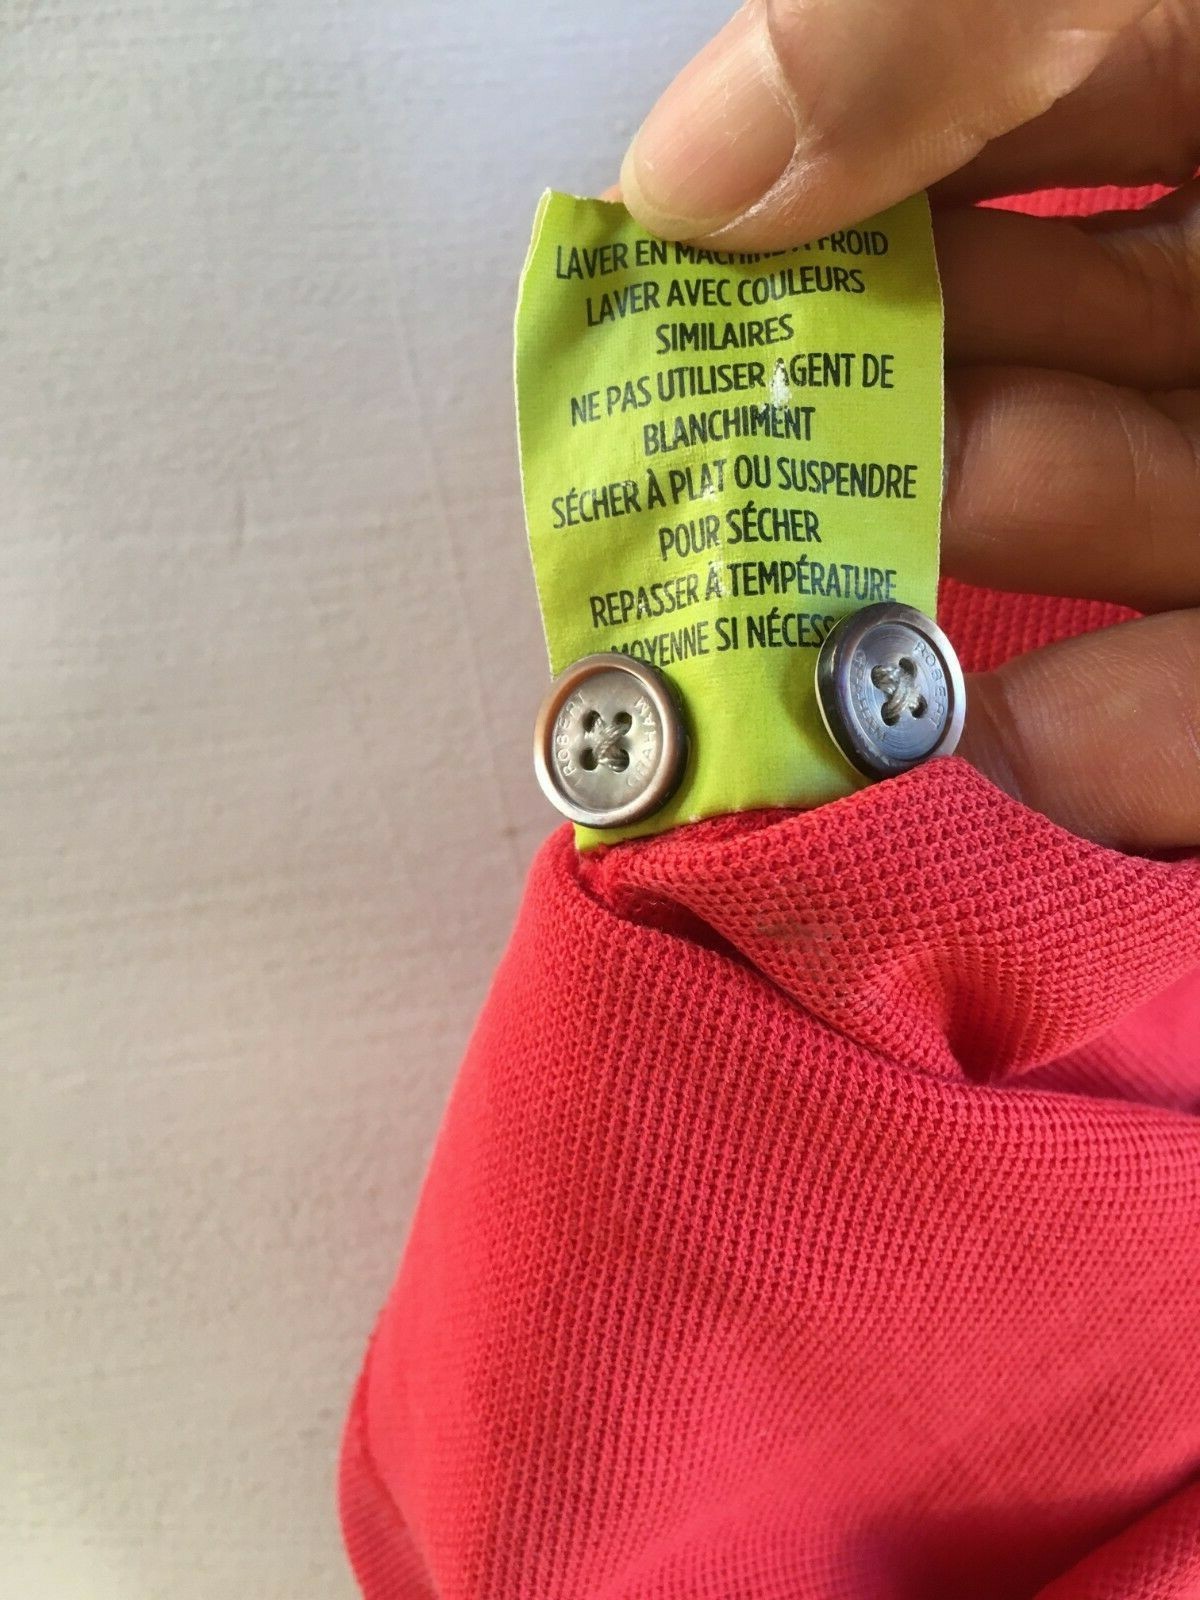 LAVER EN MACHINE À FROID
LAVER AVEC COULEURS
SIMILAIRES
NE PAS UTILISER AGENT DE
BLANCHIMENT
SÉCHER À PLAT OU SUSPENDRE
POUR SÉCHER
REPASSER À TEMPÉRATURE
MOYENNE SI NÉCESS
ROBERT
GRAHAM
ROBERT
GRAHAM